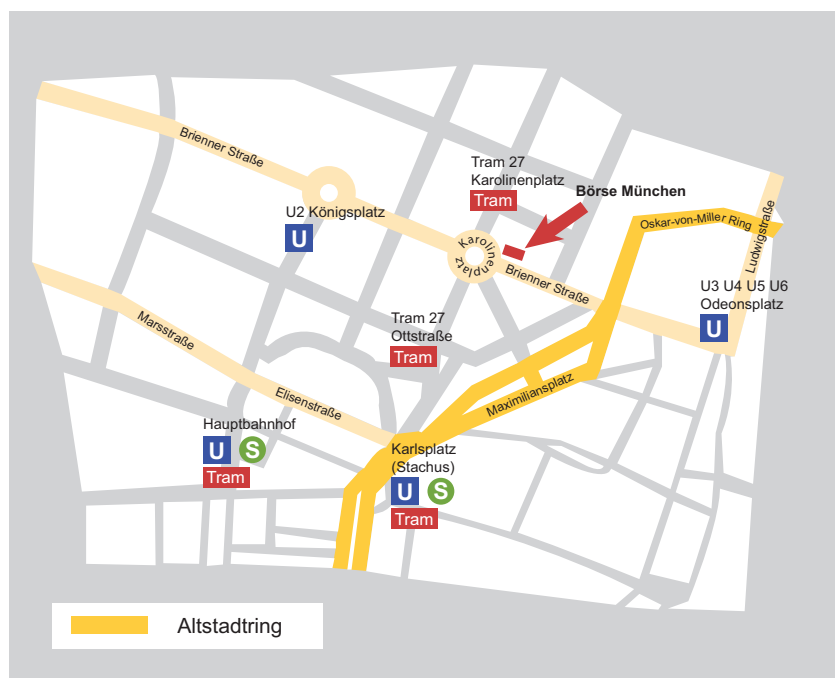 Brienner Straße
U2 Königsplatz
U
Tram 27
Karolinenplatz
Tram
Börse München
Karolinenplatz
Brienner Straße
Oskar-von-Miller Ring
Ludwigstraße
U3 U4 U5 U6
Odeonsplatz
U
Marsstraße
Tram 27
Ottstraße
Tram
Elisenstraße
Maximiliansplatz
Hauptbahnhof
U S
Tram
Karlsplatz
(Stachus)
U S
Tram
Altstadtring